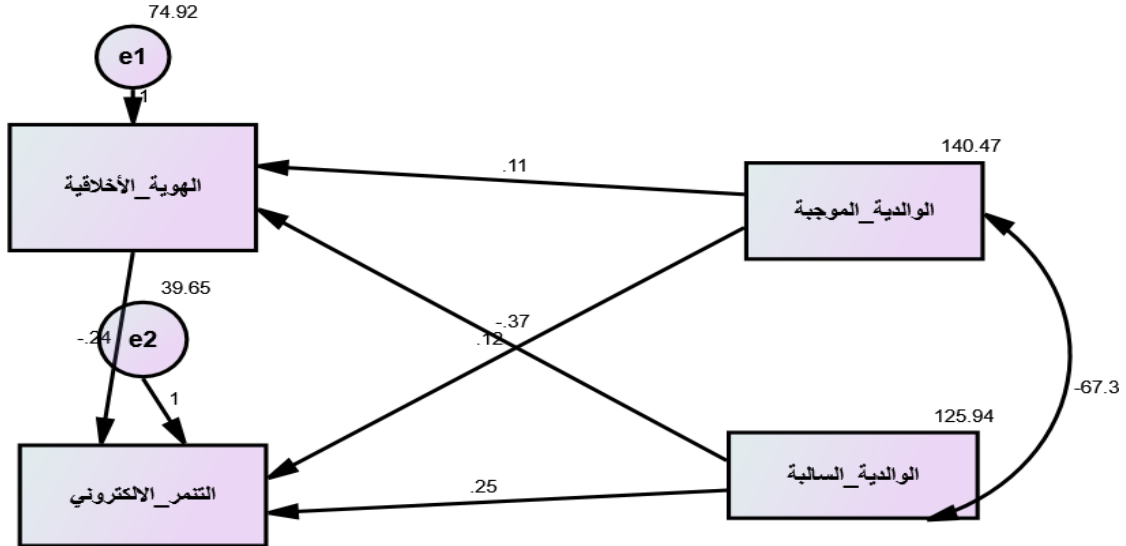 74.92
e1
1
الهوية_الأخلاقية
.11
140.47
الوالدية_الموجبة
39.65
-.24
e2
-.37
.12
1
-67.3
125.94
الوالدية_السالبة
التنمر_الالكتروني
.25